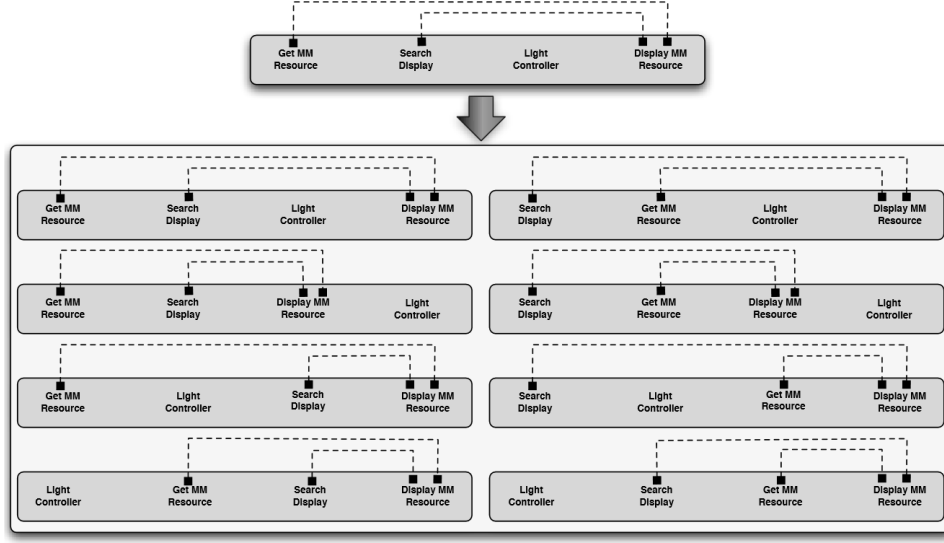 Get MM Search Light Display MM
Resource Display Controller Resource
Get MM Search Light Display MM
Resource Display Controller Resource
Search Get MM Light Display MM
Display Resource Controller Resource
Get MM Search Display MM Light
Resource Display Resource Controller
Search Get MM Display MM Light
Display Resource Resource Controller
Get MM Light Search Display MM
Resource Controller Display Resource
Search Light Get MM Display MM
Display Controller Resource Resource
Light Get MM Search Display MM
Controller Resource Display Resource
Light Search Get MM Display MM
Controller Display Resource Resource